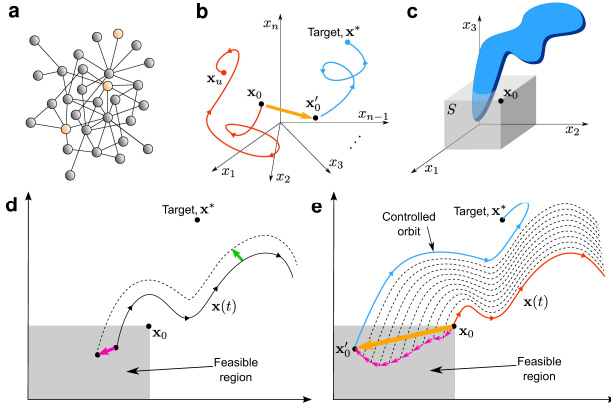 a
b
x_n
Target, x*
x_u
x_0
x'_0
x_{n−1}
x_1
x_2
x_3
...
c
x_3
S
x_0
x_2
x_1
d
Target, x*
x(t)
x_0
Feasible
region
e
Controlled
orbit
Target, x*
x(t)
x'_0
x_0
Feasible
region